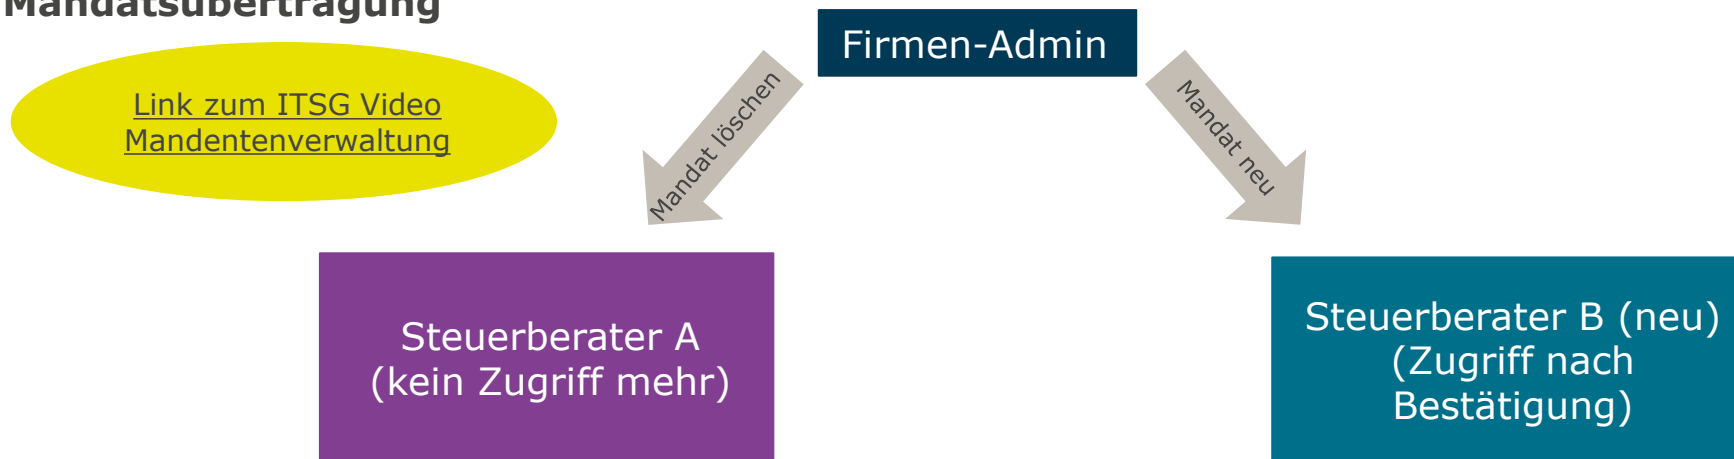 Mandatsübertragung
Firmen-Admin
Link zum ITSG Video
Mandentenverwaltung
Mandat löschen
Mandat neu
Steuerberater A
(kein Zugriff mehr)
Steuerberater B (neu)
(Zugriff nach
Bestätigung)